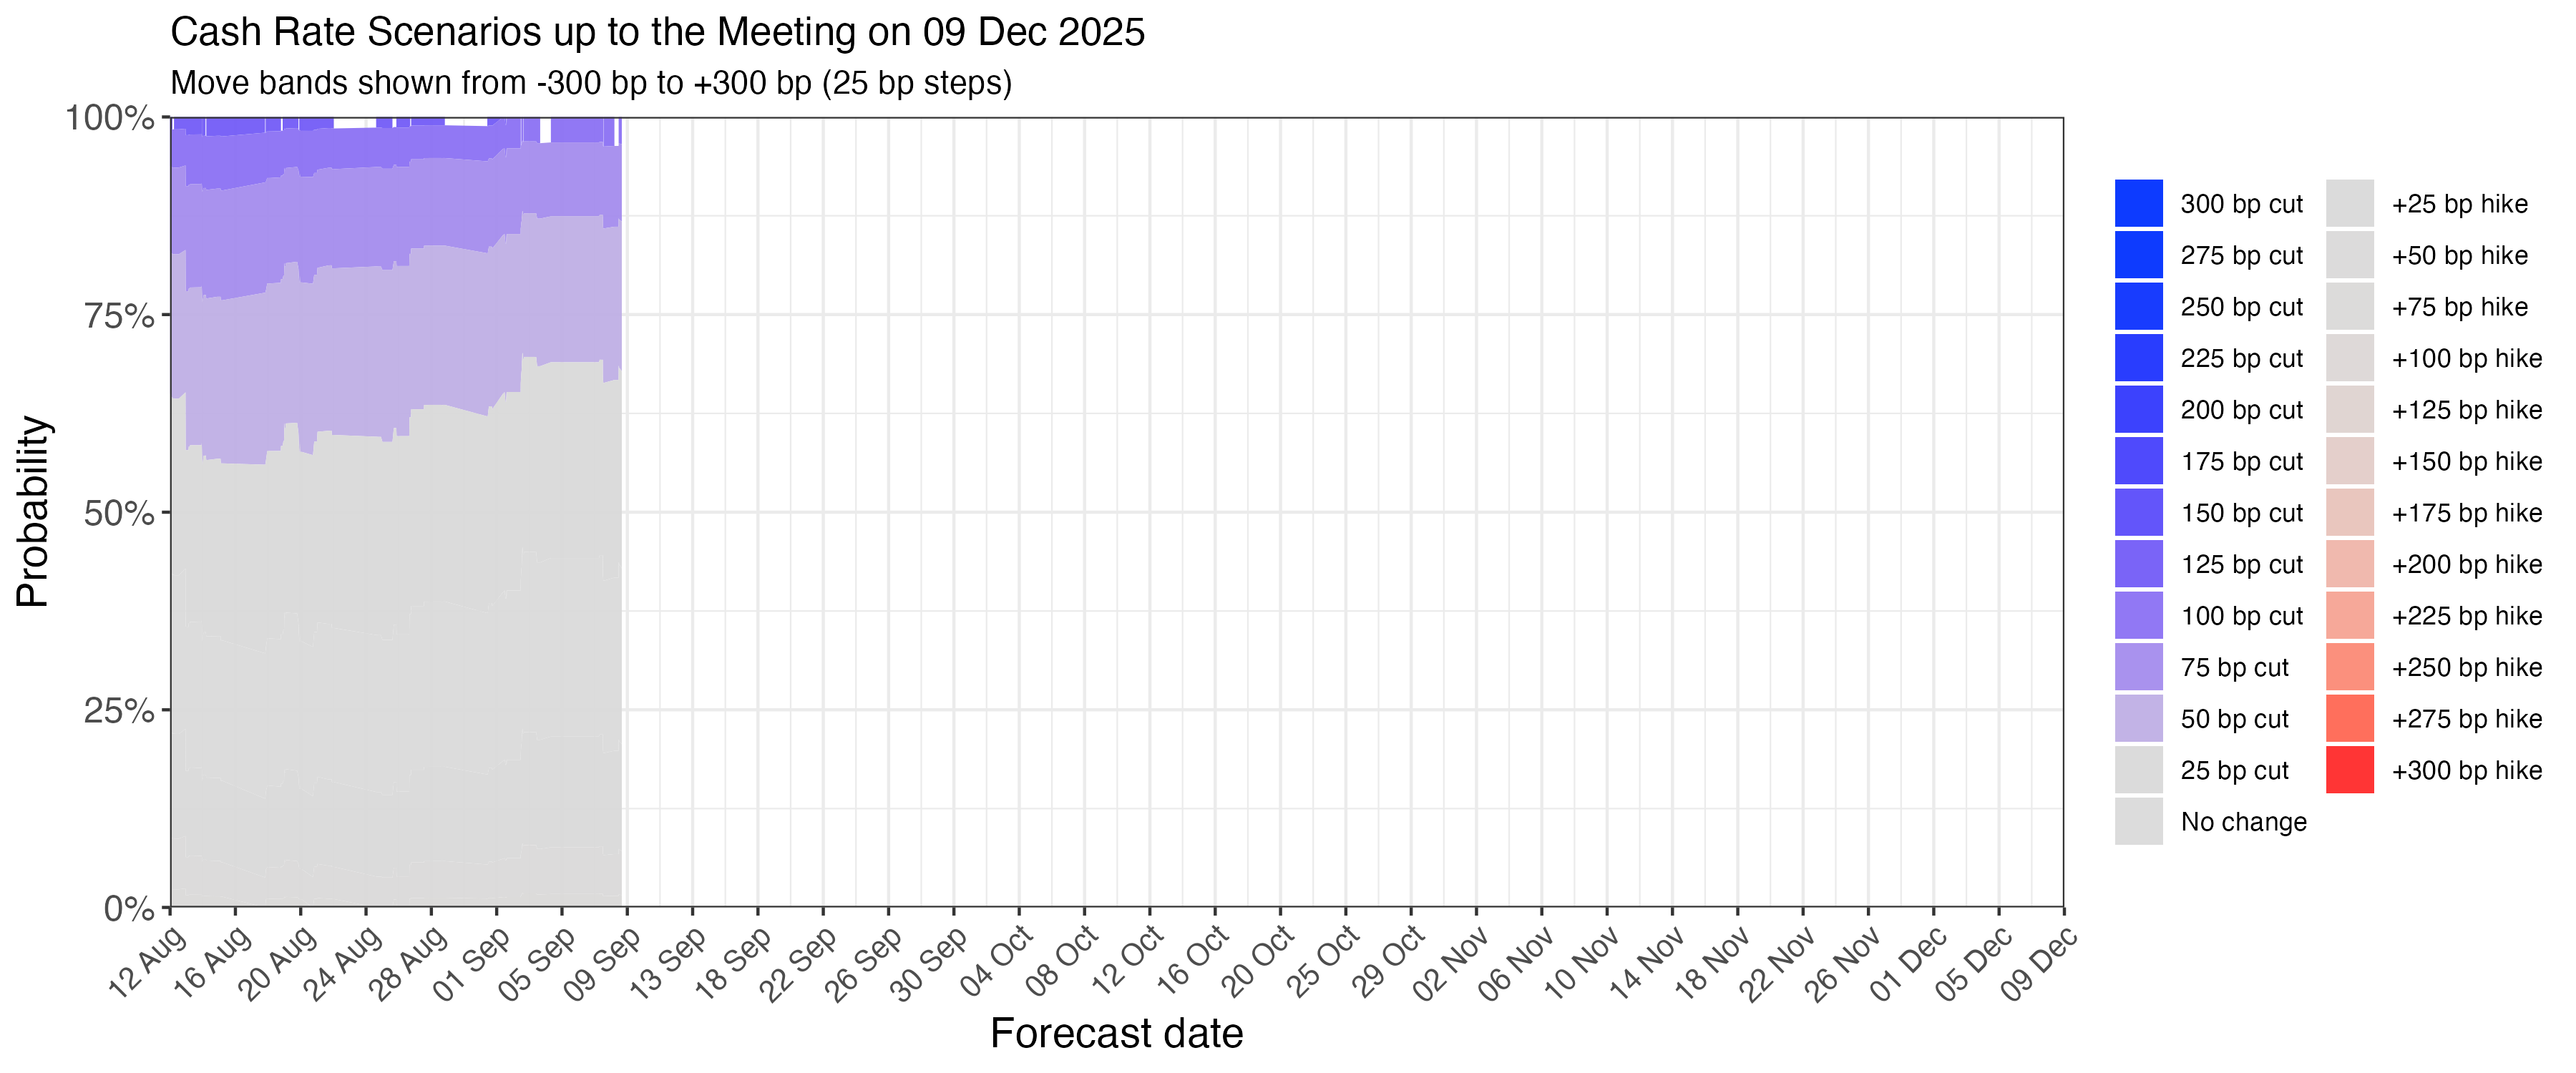 Cash Rate Scenarios up to the Meeting on 09 Dec 2025
Move bands shown from -300 bp to +300 bp (25 bp steps)
Probability
100%
75%
50%
25%
0%
12 Aug
16 Aug
20 Aug
24 Aug
28 Aug
01 Sep
05 Sep
09 Sep
13 Sep
18 Sep
22 Sep
26 Sep
30 Sep
04 Oct
08 Oct
12 Oct
16 Oct
20 Oct
25 Oct
29 Oct
02 Nov
06 Nov
10 Nov
14 Nov
18 Nov
22 Nov
26 Nov
01 Dec
05 Dec
09 Dec
Forecast date
300 bp cut
275 bp cut
250 bp cut
225 bp cut
200 bp cut
175 bp cut
150 bp cut
125 bp cut
100 bp cut
75 bp cut
50 bp cut
25 bp cut
No change
+25 bp hike
+50 bp hike
+75 bp hike
+100 bp hike
+125 bp hike
+150 bp hike
+175 bp hike
+200 bp hike
+225 bp hike
+250 bp hike
+275 bp hike
+300 bp hike